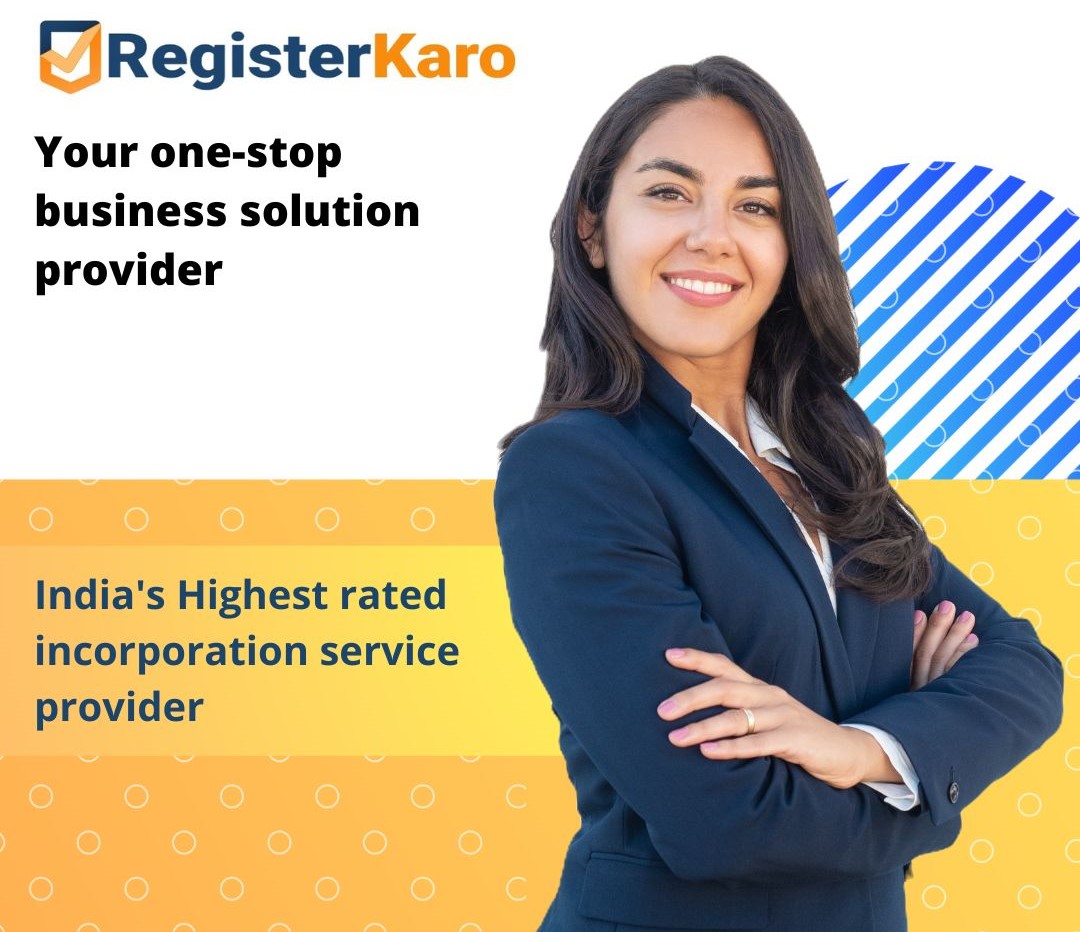 RegisterKaro
Your one-stop
business solution
provider
India's Highest rated
incorporation service
provider